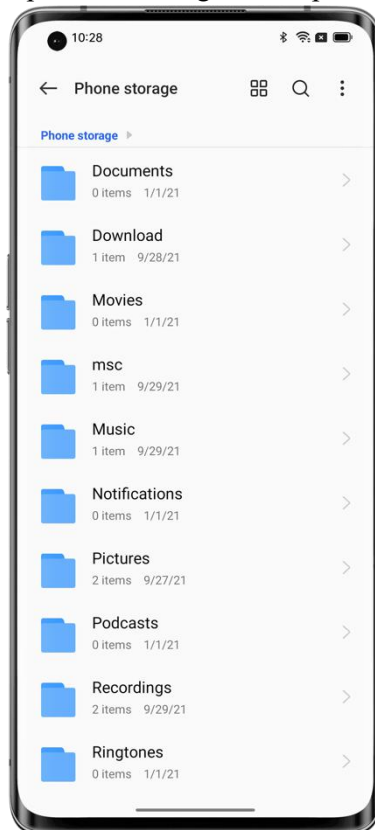 10:28
Phone storage
Phone storage
Documents
0 items 1/1/21
Download
1 item 9/28/21
Movies
0 items 1/1/21
msc
1 item 9/29/21
Music
1 item 9/29/21
Notifications
0 items 1/1/21
Pictures
2 items 9/27/21
Podcasts
0 items 1/1/21
Recordings
2 items 9/29/21
Ringtones
0 items 1/1/21